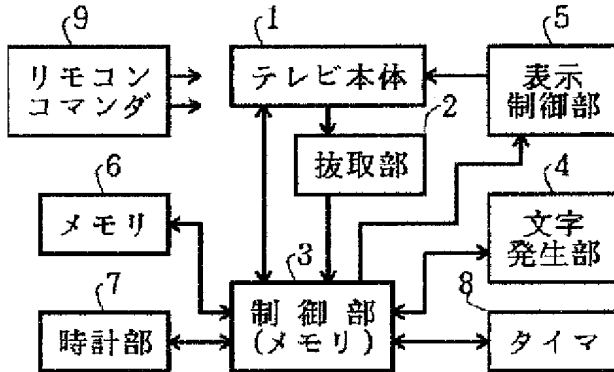 9
リモコン
コマンダ
1
テレビ本体
5
表示
制御部
2
抜取部
6
メモリ
4
文字
発生部
3
制御部
(メモリ)
7
時計部
8
タイマ